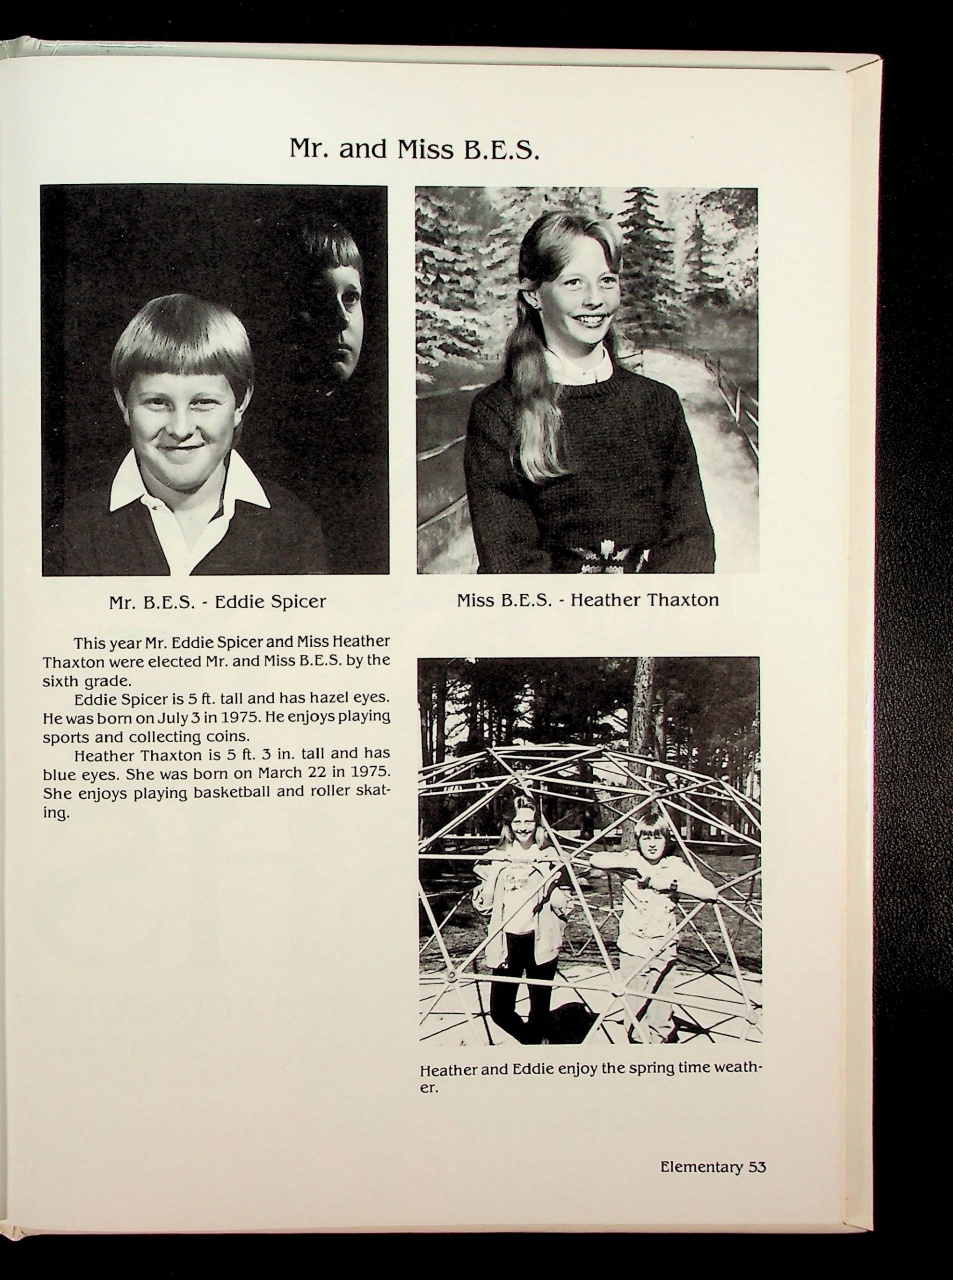 Mr. and Miss B.E.S.
Mr. B.E.S. - Eddie Spicer
Miss B.E.S. - Heather Thaxton
This year Mr. Eddie Spicer and Miss Heather
Thaxton were elected Mr. and Miss B.E.S. by the
sixth grade.
Eddie Spicer is 5 ft. tall and has hazel eyes.
He was born on July 3 in 1975. He enjoys playing
sports and collecting coins.
Heather Thaxton is 5 ft. 3 in. tall and has
blue eyes. She was born on March 22 in 1975.
She enjoys playing basketball and roller skat-
ing.
Heather and Eddie enjoy the spring time weath-
er.
Elementary 53